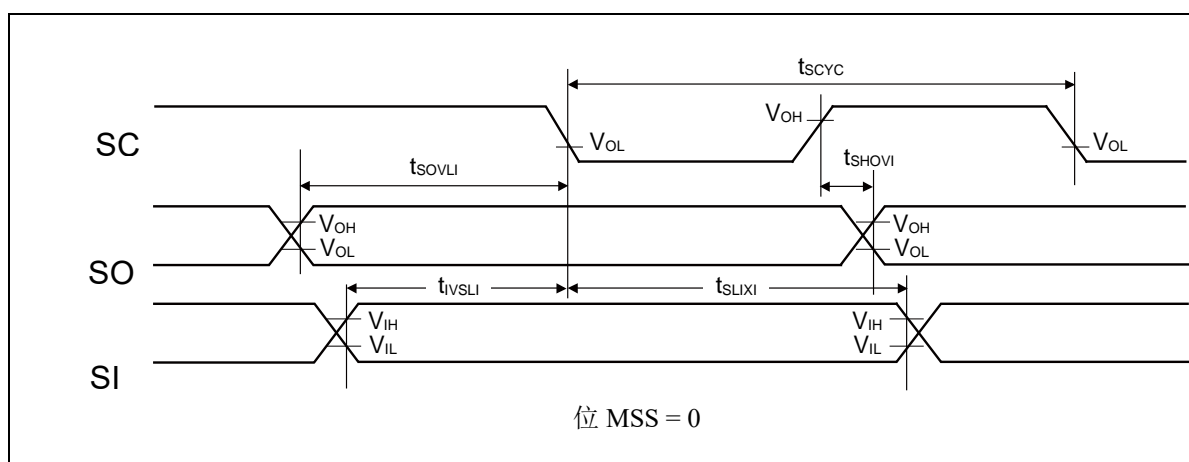 tSCYC
SC
VOH
VOL
VOL
tSHOVI
tSOVLI
SO
VOH
VOL
VOH
VOL
tIVSLI
tSLIXI
SI
VIH
VIL
VIH
VIL
位 MSS = 0